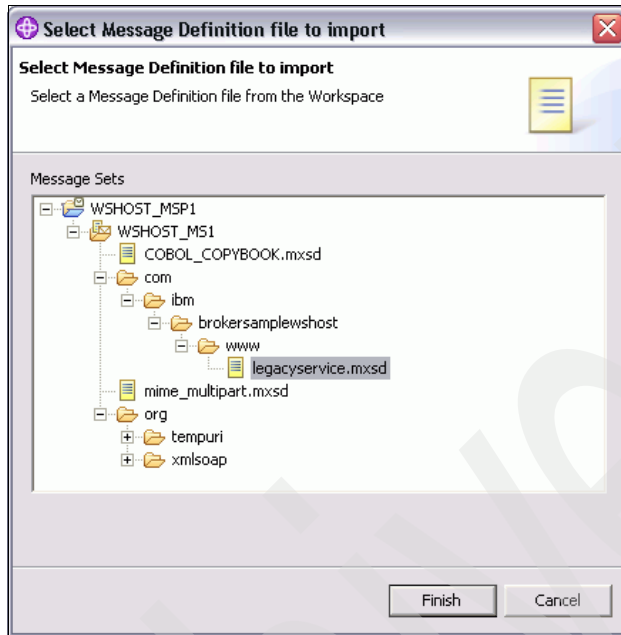 Select Message Definition file to import
Select Message Definition file to import
Select a Message Definition file from the Workspace
Message Sets
WSHOST_MSP1
WSHOST_MS1
COBOL_COPYBOOK.mxsd
com
ibm
brokersamplewshost
www
legacyservice.mxsd
mime_multipart.mxsd
org
tempuri
xmlsoap
Finish
Cancel